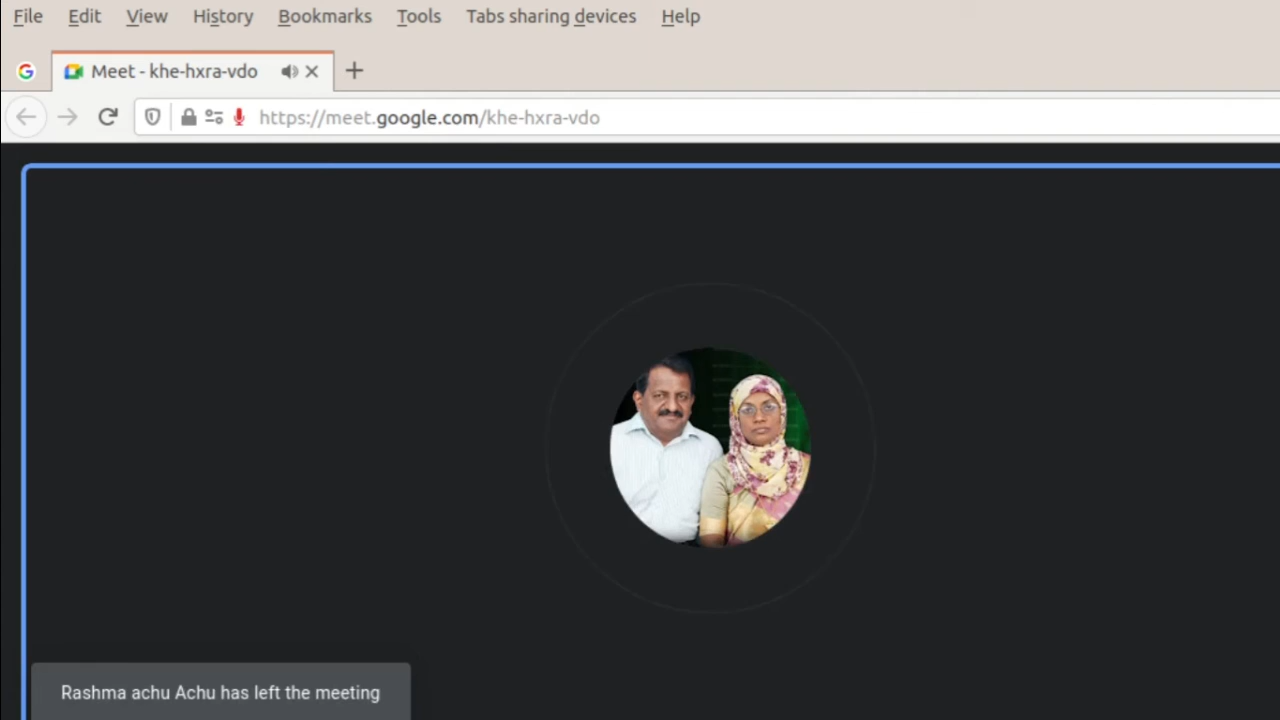 File Edit View History Bookmarks Tools Tabs sharing devices Help
Meet - khe-hxra-vdo
https://meet.google.com/khe-hxra-vdo
Rashma achu Achu has left the meeting